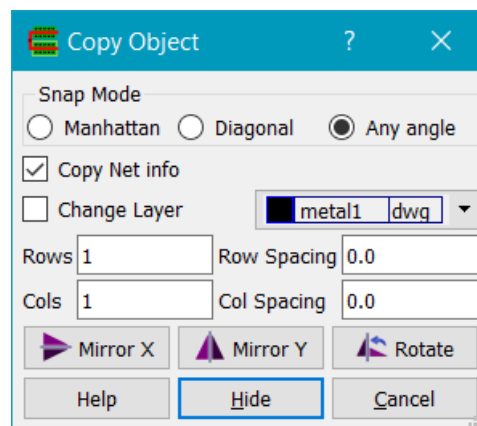 Copy Object ?
Snap Mode
Manhattan Diagonal Any angle
Copy Net info
Change Layer metal1 dwg
Rows 1 Row Spacing 0.0
Cols 1 Col Spacing 0.0
Mirror X Mirror Y Rotate
Help Hide Cancel